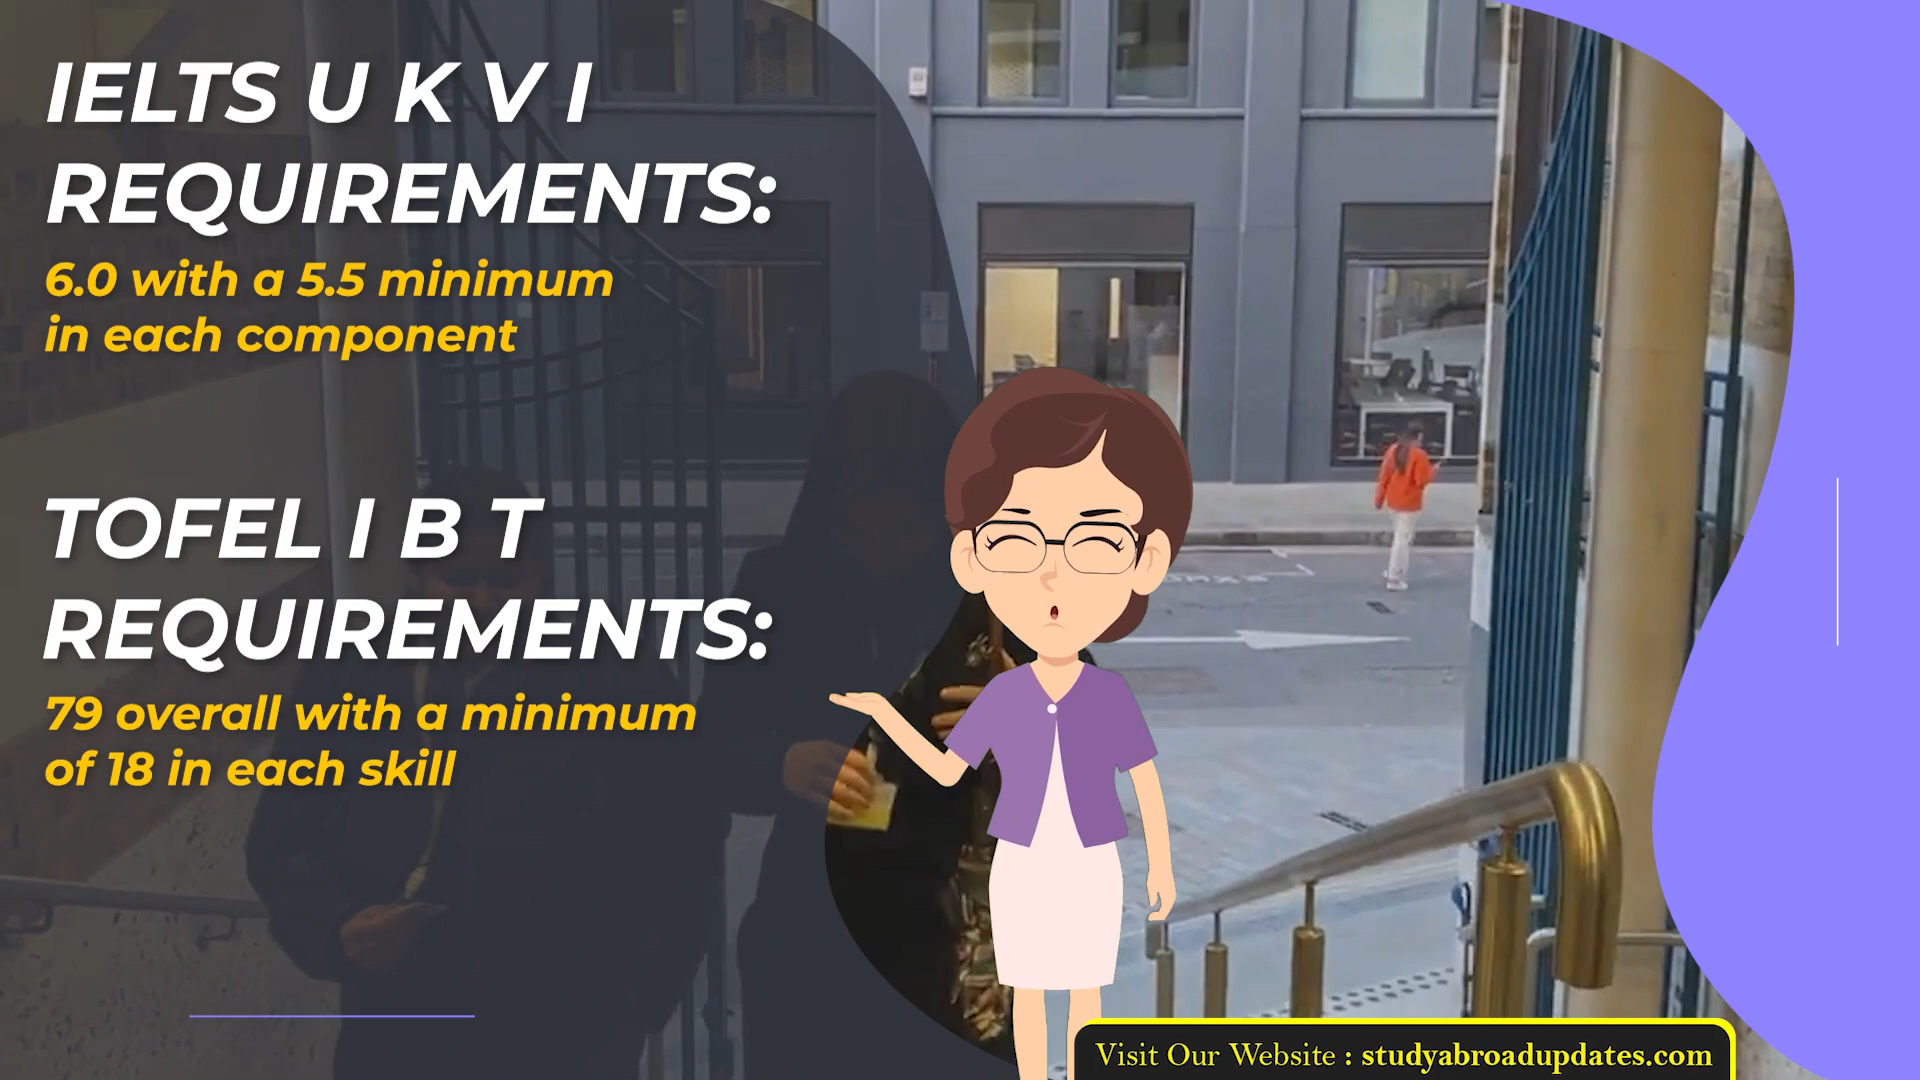 IELTS U K V I
REQUIREMENTS:
6.0 with a 5.5 minimum
in each component
TOFEL I B T
REQUIREMENTS:
79 overall with a minimum
of 18 in each skill
Visit Our Website : studyabroadupdates.com